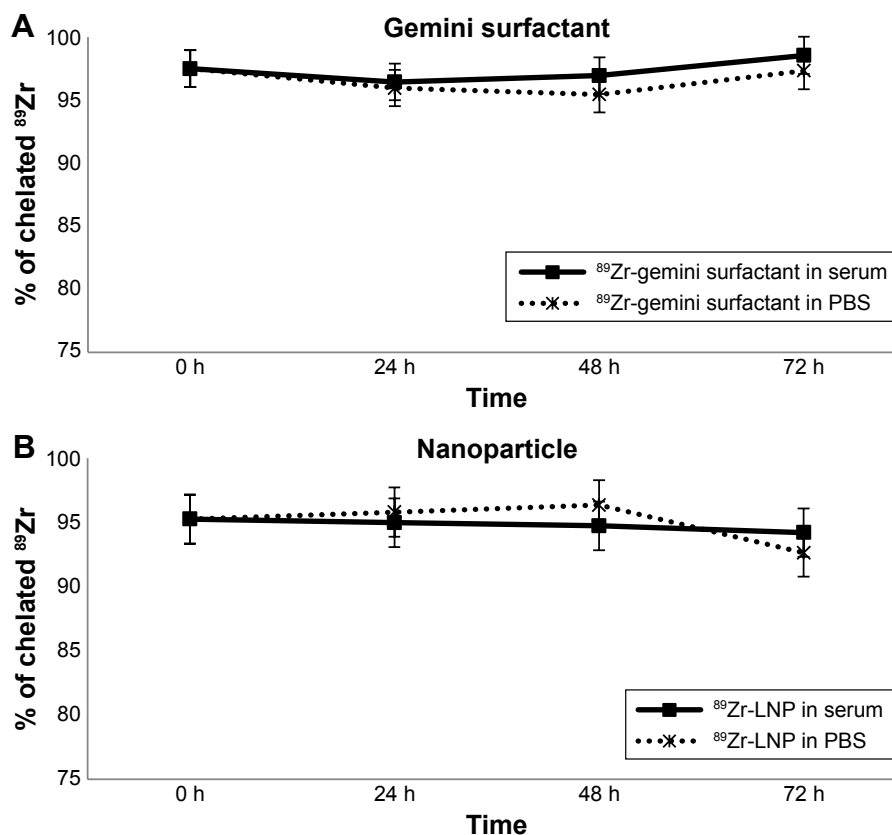 A
Gemini surfactant
100
95
90
85
80
75
% of chelated ⁸⁹Zr
⁸⁹Zr-gemini surfactant in serum
⁸⁹Zr-gemini surfactant in PBS
0 h 24 h 48 h 72 h
Time
B
Nanoparticle
100
95
90
85
80
75
% of chelated ⁸⁹Zr
⁸⁹Zr-LNP in serum
⁸⁹Zr-LNP in PBS
0 h 24 h 48 h 72 h
Time